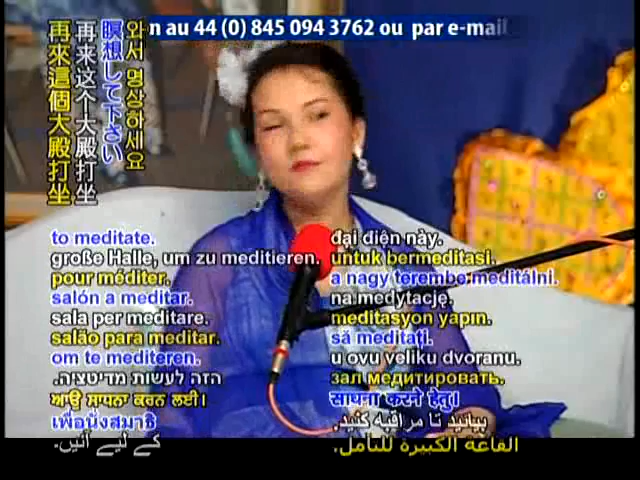 n au 44 (0) 845 094 3762 ou par e-mail
와서 명상하세요
瞑想して下さい
再来这个大殿打坐
再來這個大殿打坐
to meditate.
große Halle, um zu meditieren.
pour méditer.
salón a meditar.
sala per meditare.
salão para meditar.
om te mediteren.
הזה לעשות מדיטציה.
ਆਉ ਸਾਧਨਾ ਕਰਨ ਲਈ।
เพื่อนั่งสมาธิ
کے لیے آئیں۔
đại điện này.
untuk bermeditasi.
a nagy terembe meditálni.
na medytację.
meditasyon yapın.
să meditaţi.
u ovu veliku dvoranu.
зал медитировать.
साधना करने हेतु।
بیائید تا مراقبه کنید.
القاعة الكبيرة للتأمل.